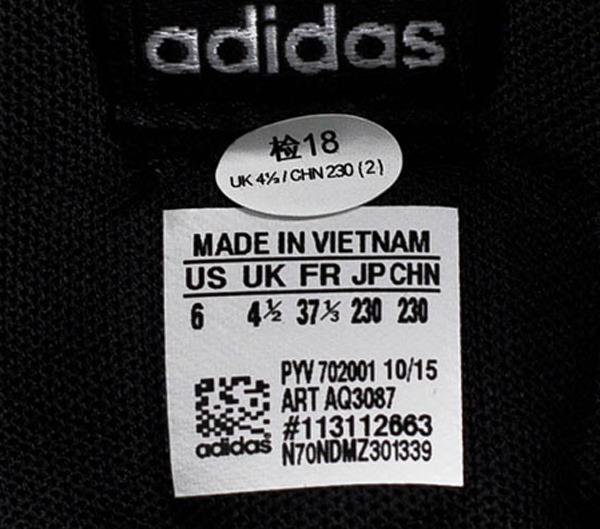 adidas
检18
UK 4½ / CHN 230 (2)
MADE IN VIETNAM
US UK FR JP CHN
6 4½ 37⅓ 230 230
PYV 702001 10/15
ART AQ3087
#113112663
N70NDMZ301339
adidas